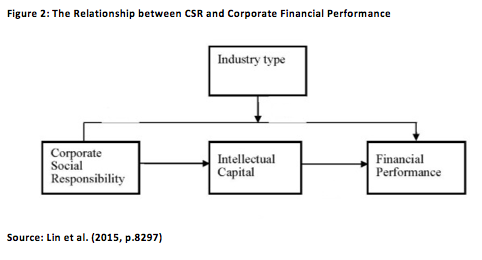 Figure 2: The Relationship between CSR and Corporate Financial Performance
Industry type
Corporate
Social
Responsibility
Intellectual
Capital
Financial
Performance
Source: Lin et al. (2015, p.8297)